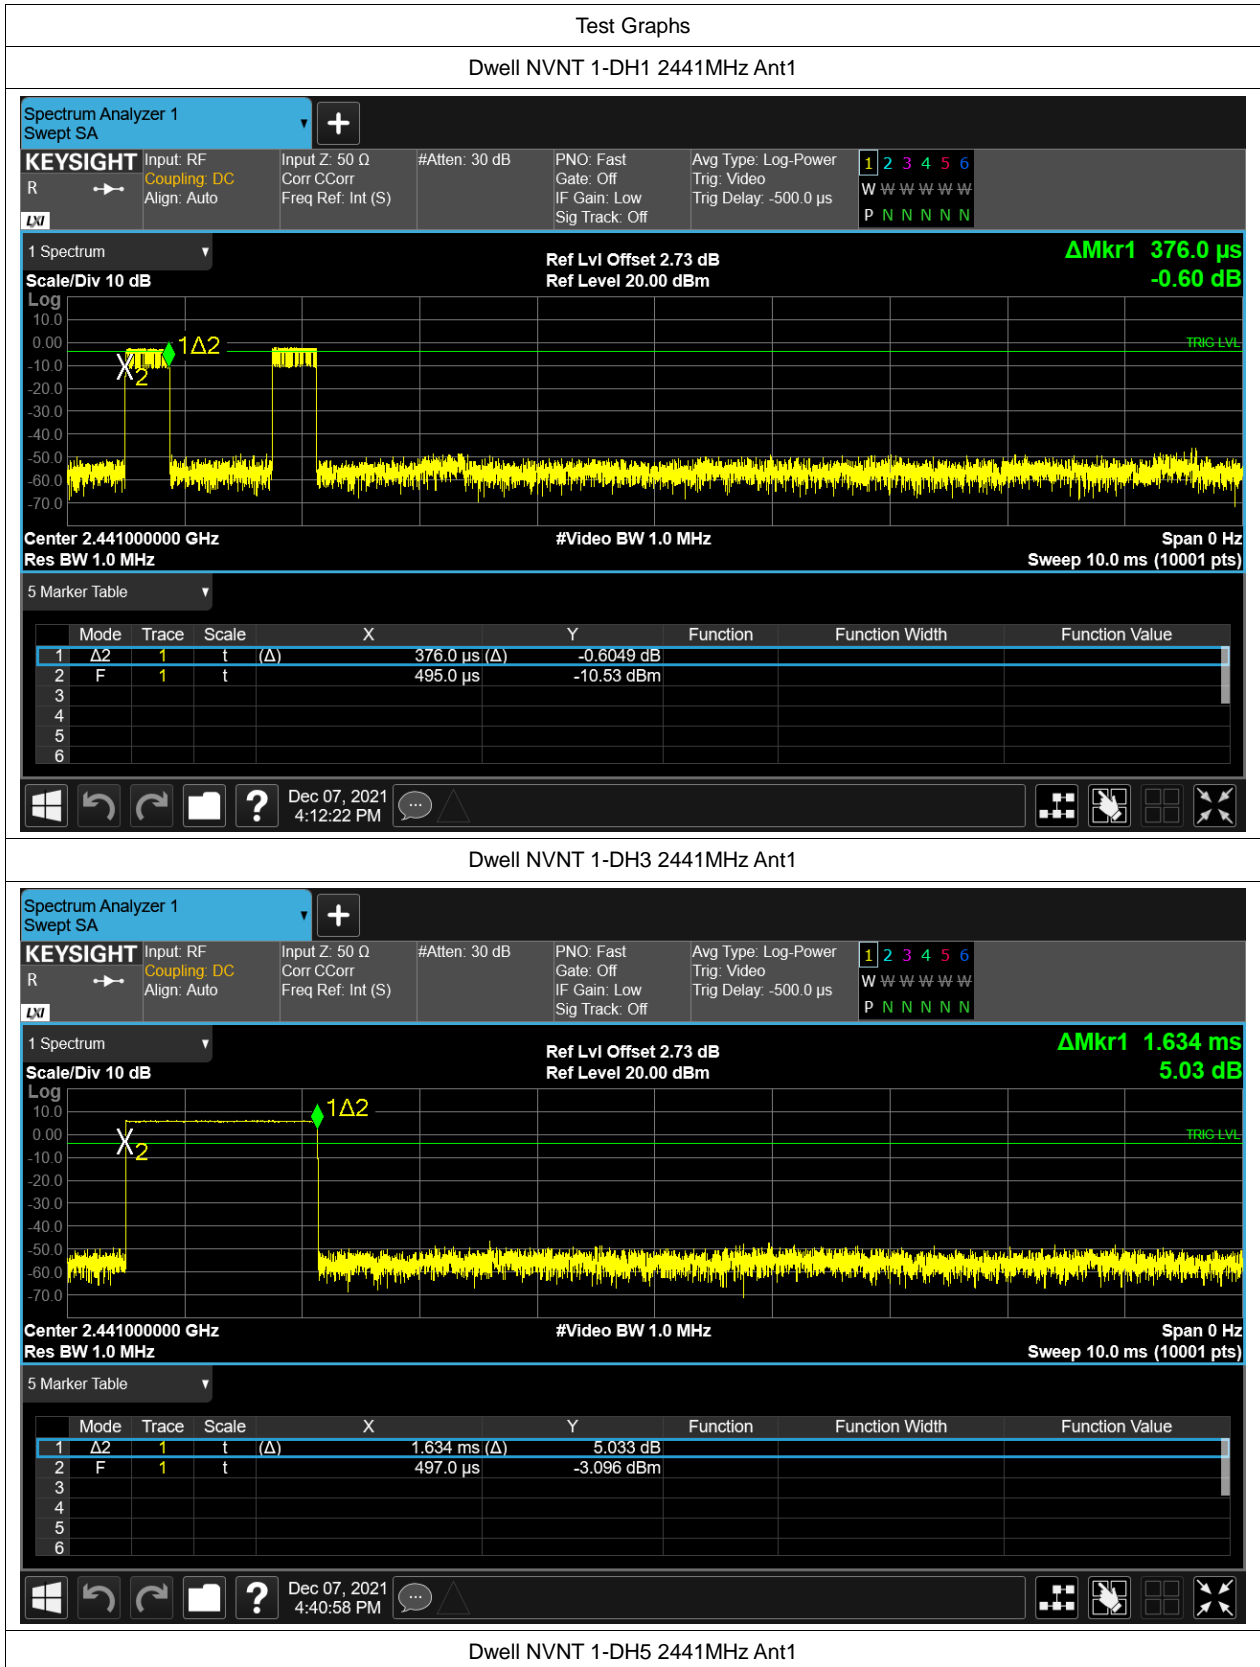 Test Graphs
Dwell NVNT 1-DH1 2441MHz Ant1
Spectrum Analyzer 1
Swept SA
KEYSIGHT Input: RF Input Z: 50 Ω #Atten: 30 dB PNO: Fast Avg Type: Log-Power 1 2 3 4 5 6
R Coupling: DC Corr CCorr Gate: Off Trig: Video W W W W W W
Align: Auto Freq Ref: Int (S) IF Gain: Low Trig Delay: -500.0 µs
LXI Sig Track: Off P N N N N N
1 Spectrum Ref Lvl Offset 2.73 dB ΔMkr1 376.0 µs
Scale/Div 10 dB Ref Level 20.00 dBm -0.60 dB
Log
10.0
0.00 1Δ2 TRIG LVL
-10.0 X2
-20.0
-30.0
-40.0
-50.0
-60.0
-70.0
Center 2.441000000 GHz #Video BW 1.0 MHz Span 0 Hz
Res BW 1.0 MHz Sweep 10.0 ms (10001 pts)
5 Marker Table
Mode Trace Scale X Y Function Function Width Function Value
1 Δ2 1 t (Δ) 376.0 µs (Δ) -0.6049 dB
2 F 1 t 495.0 µs -10.53 dBm
3
4
5
6
? Dec 07, 2021
4:12:22 PM
Dwell NVNT 1-DH3 2441MHz Ant1
Spectrum Analyzer 1
Swept SA
KEYSIGHT Input: RF Input Z: 50 Ω #Atten: 30 dB PNO: Fast Avg Type: Log-Power 1 2 3 4 5 6
R Coupling: DC Corr CCorr Gate: Off Trig: Video W W W W W W
Align: Auto Freq Ref: Int (S) IF Gain: Low Trig Delay: -500.0 µs
LXI Sig Track: Off P N N N N N
1 Spectrum Ref Lvl Offset 2.73 dB ΔMkr1 1.634 ms
Scale/Div 10 dB Ref Level 20.00 dBm 5.03 dB
Log
10.0 1Δ2
0.00 TRIG LVL
-10.0 X2
-20.0
-30.0
-40.0
-50.0
-60.0
-70.0
Center 2.441000000 GHz #Video BW 1.0 MHz Span 0 Hz
Res BW 1.0 MHz Sweep 10.0 ms (10001 pts)
5 Marker Table
Mode Trace Scale X Y Function Function Width Function Value
1 Δ2 1 t (Δ) 1.634 ms (Δ) 5.033 dB
2 F 1 t 497.0 µs -3.096 dBm
3
4
5
6
? Dec 07, 2021
4:40:58 PM
Dwell NVNT 1-DH5 2441MHz Ant1